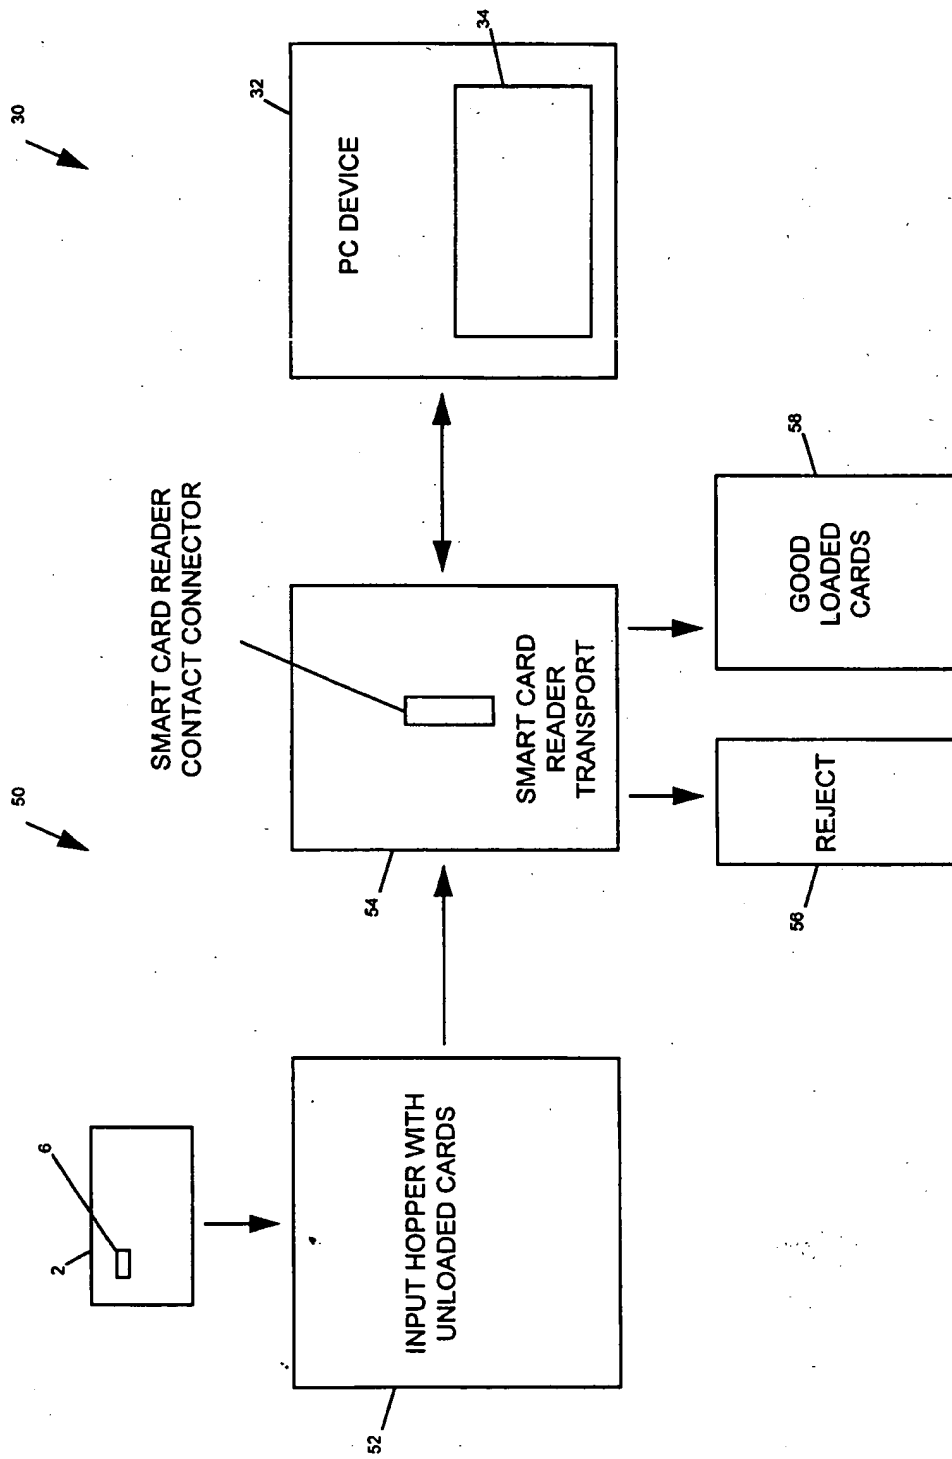 30
32
34
PC DEVICE
50
SMART CARD READER
CONTACT CONNECTOR
54
SMART CARD
READER
TRANSPORT
58
GOOD
LOADED
CARDS
56
REJECT
2
6
52
INPUT HOPPER WITH
UNLOADED CARDS